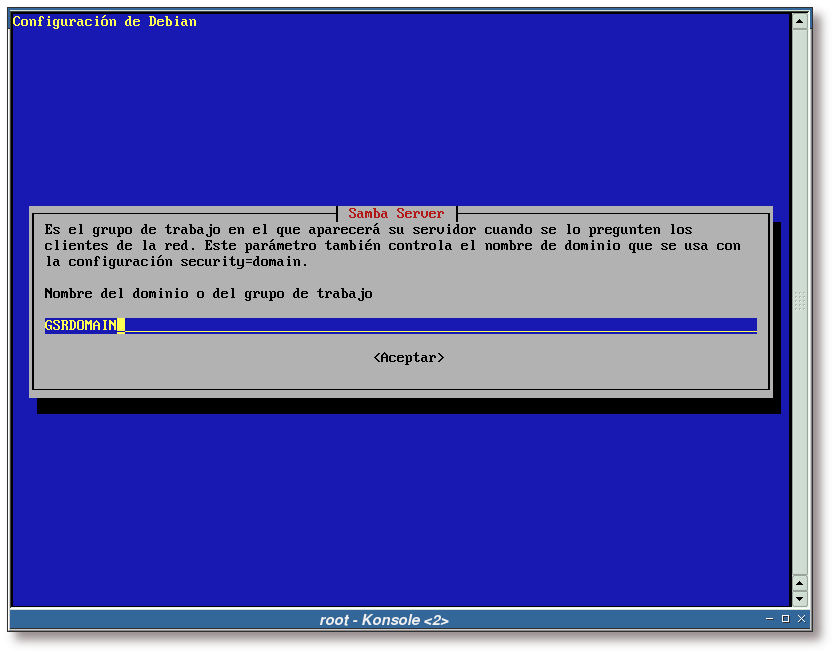 Configuración de Debian
Samba Server
Es el grupo de trabajo en el que aparecerá su servidor cuando se lo pregunten los
clientes de la red. Este parámetro también controla el nombre de dominio que se usa con
la configuración security=domain.
Nombre del dominio o del grupo de trabajo
GSRDOMAIN
<Aceptar>
root - Konsole <2>